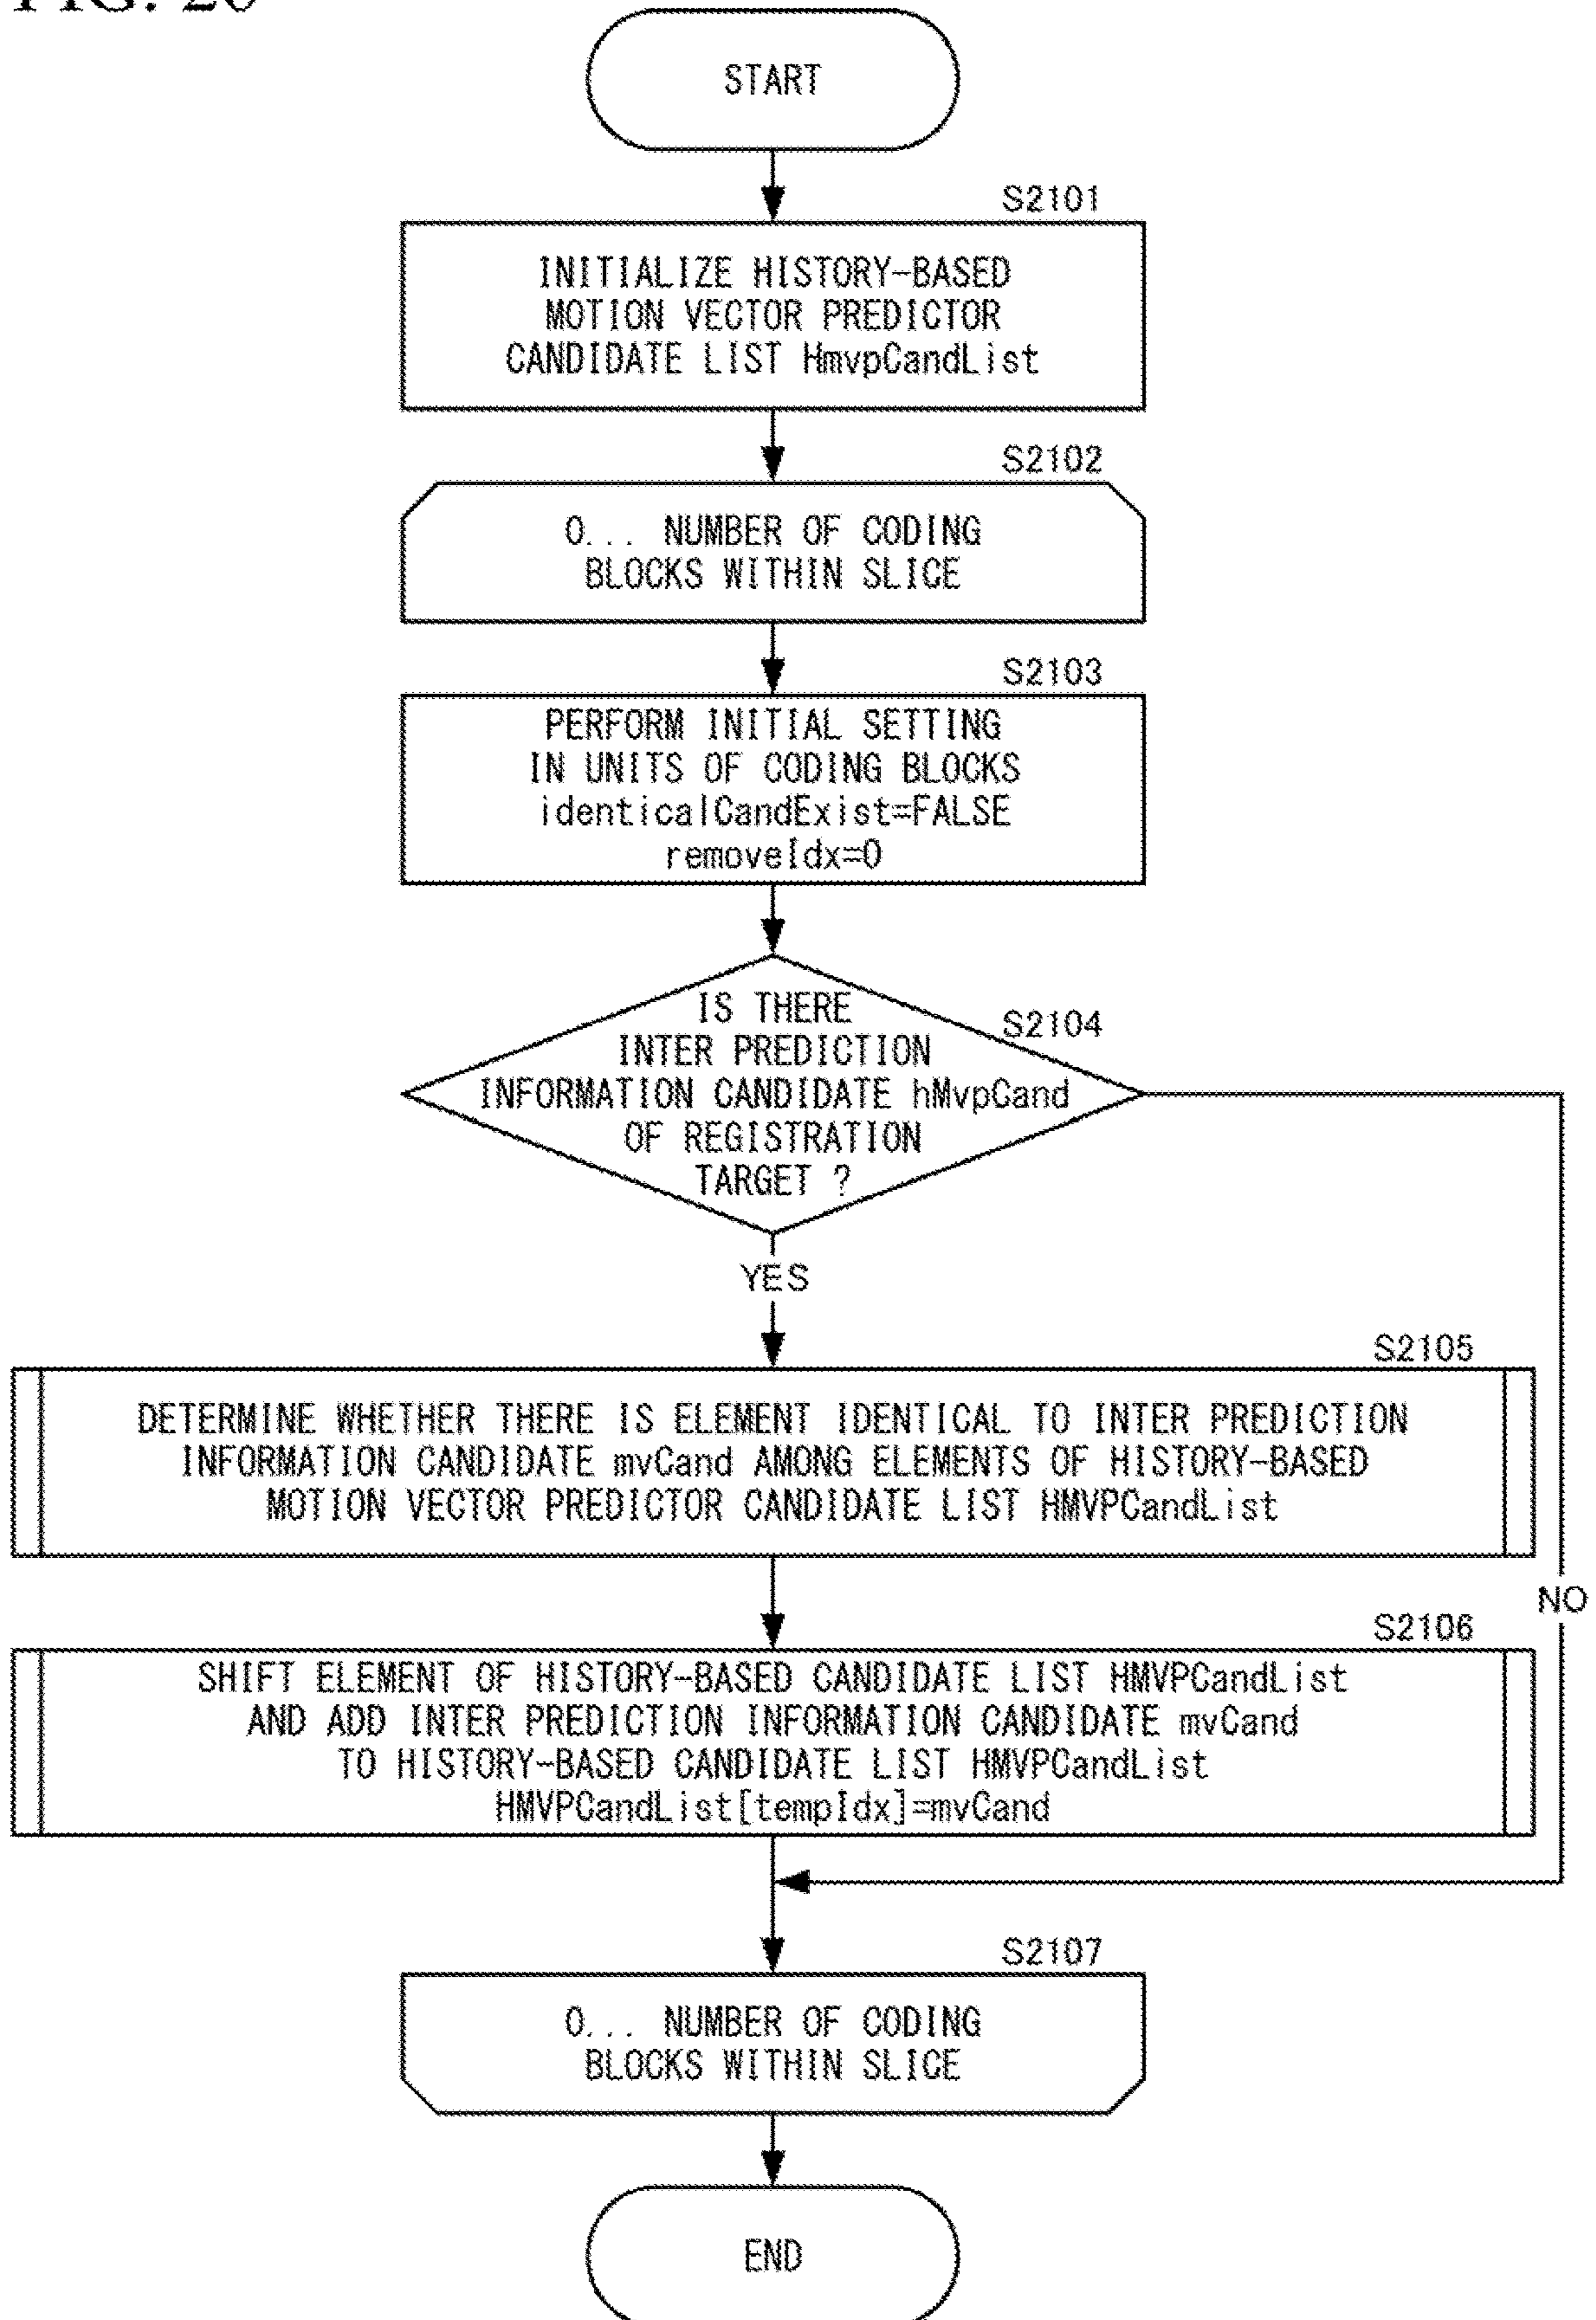 FIG. 26
START
S2101
INITIALIZE HISTORY-BASED
MOTION VECTOR PREDICTOR
CANDIDATE LIST HmvpCandList
S2102
0... NUMBER OF CODING
BLOCKS WITHIN SLICE
S2103
PERFORM INITIAL SETTING
IN UNITS OF CODING BLOCKS
identicalCandExist=FALSE
removeIdx=0
S2104
IS THERE
INTER PREDICTION
INFORMATION CANDIDATE hMvpCand
OF REGISTRATION
TARGET ?
YES
S2105
DETERMINE WHETHER THERE IS ELEMENT IDENTICAL TO INTER PREDICTION
INFORMATION CANDIDATE mvCand AMONG ELEMENTS OF HISTORY-BASED
MOTION VECTOR PREDICTOR CANDIDATE LIST HMVPCandList
NO
S2106
SHIFT ELEMENT OF HISTORY-BASED CANDIDATE LIST HMVPCandList
AND ADD INTER PREDICTION INFORMATION CANDIDATE mvCand
TO HISTORY-BASED CANDIDATE LIST HMVPCandList
HMVPCandList[tempIdx]=mvCand
S2107
0... NUMBER OF CODING
BLOCKS WITHIN SLICE
END